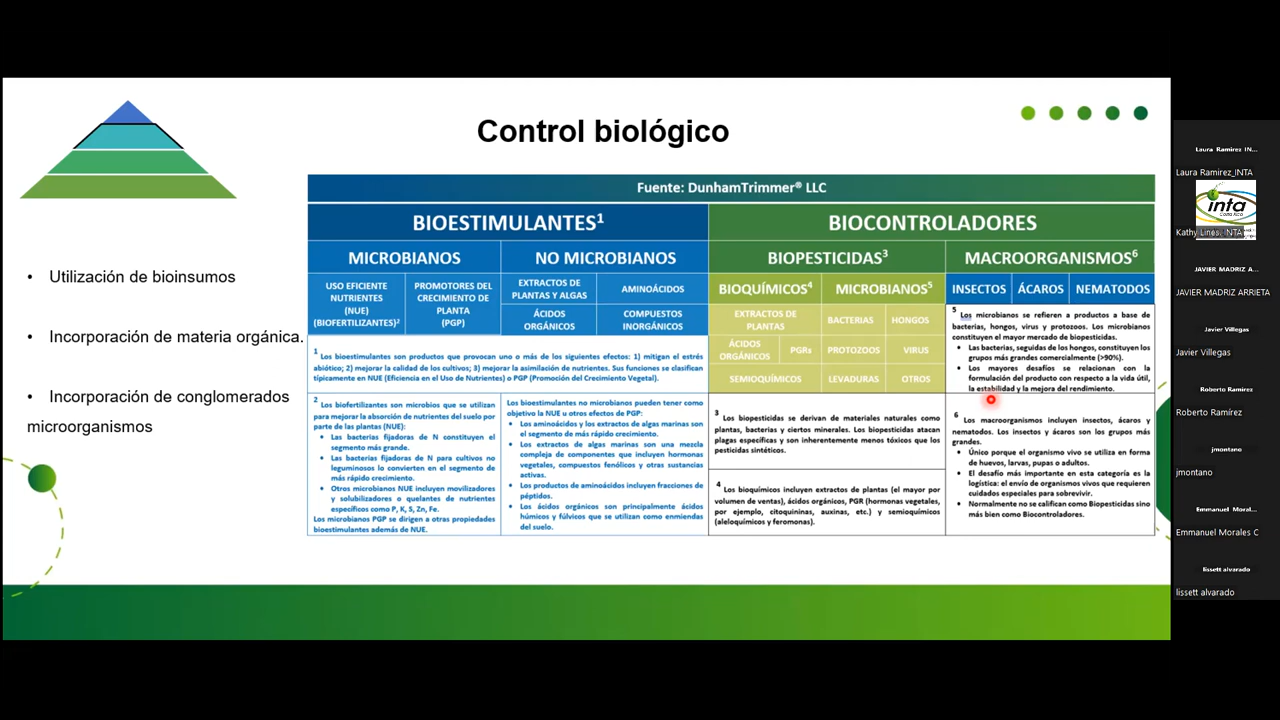 Control biológico
• Utilización de bioinsumos
• Incorporación de materia orgánica.
• Incorporación de conglomerados
microorganismos
Fuente: DunhamTrimmer® LLC
BIOESTIMULANTES1
BIOCONTROLADORES
MICROBIANOS
NO MICROBIANOS
BIOPESTICIDAS3
MACROORGANISMOS6
USO EFICIENTE
NUTRIENTES
(NUE)
(BIOFERTILIZANTES)2
PROMOTORES DEL
CRECIMIENTO DE
PLANTA
(PGP)
EXTRACTOS DE
PLANTAS Y ALGAS
AMINOÁCIDOS
ÁCIDOS
ORGÁNICOS
COMPUESTOS
INORGÁNICOS
BIOQUÍMICOS4
MICROBIANOS5
INSECTOS
ÁCAROS
NEMATODOS
EXTRACTOS DE
PLANTAS
BACTERIAS
HONGOS
ÁCIDOS
ORGÁNICOS
PGRs
PROTOZOOS
VIRUS
SEMIOQUÍMICOS
LEVADURAS
OTROS
1 Los bioestimulantes son productos que provocan uno o más de los siguientes efectos: 1) mitigan el estrés
abiótico; 2) mejorar la calidad de los cultivos; 3) mejorar la asimilación de nutrientes. Sus funciones se clasifican
típicamente en NUE (Eficiencia en el Uso de Nutrientes) o PGP (Promoción del Crecimiento Vegetal).
2 Los biofertilizantes son microbios que se utilizan
para mejorar la absorción de nutrientes del suelo por
parte de las plantas (NUE):
• Las bacterias fijadoras de N constituyen el
segmento más grande.
• Las bacterias fijadoras de N para cultivos no
leguminosos lo convierten en el segmento de
más rápido crecimiento.
• Otros microbianos NUE incluyen movilizadores
y solubilizadores o quelantes de nutrientes
específicos como P, K, S, Zn, Fe.
Los microbianos PGP se dirigen a otras propiedades
bioestimulantes además de NUE.
Los bioestimulantes no microbianos pueden tener como
objetivo la NUE u otros efectos de PGP:
• Los aminoácidos y los extractos de algas marinas son
el segmento de más rápido crecimiento.
• Los extractos de algas marinas son una mezcla
compleja de componentes que incluyen hormonas
vegetales, compuestos fenólicos y otras sustancias
activas.
• Los productos de aminoácidos incluyen fracciones de
péptidos.
• Los ácidos orgánicos son principalmente ácidos
húmicos y fúlvicos que se utilizan como enmiendas
del suelo.
3 Los biopesticidas se derivan de materiales naturales como
plantas, bacterias y ciertos minerales. Los biopesticidas atacan
plagas específicas y son inherentemente menos tóxicos que los
pesticidas sintéticos.
4 Los bioquímicos incluyen extractos de plantas (el mayor por
volumen de ventas), ácidos orgánicos, PGR (hormonas vegetales,
por ejemplo, citoquininas, auxinas, etc.) y semioquímicos
(aleloquímicos y feromonas).
5 Los microbianos se refieren a productos a base de
bacterias, hongos, virus y protozoos. Los microbianos
constituyen el mayor mercado de biopesticidas.
• Las bacterias, seguidas de los hongos, constituyen los
grupos más grandes comercialmente (>90%).
• Los mayores desafíos se relacionan con la
formulación del producto con respecto a la vida útil,
la estabilidad y la mejora del rendimiento.
6 Los macroorganismos incluyen insectos, ácaros y
nematodos. Los insectos y ácaros son los grupos más
grandes.
• Único porque el organismo vivo se utiliza en forma
de huevos, larvas, pupas o adultos.
• El desafío más importante en esta categoría es la
logística: el envío de organismos vivos que requieren
cuidados especiales para sobrevivir.
• Normalmente no se califican como Biopesticidas sino
más bien como Biocontroladores.
Laura Ramirez IN...
Laura Ramirez_INTA
inta
Costa Rica
Kathy Lines, INTA
JAVIER MADRIZ A...
JAVIER MADRIZ ARRIETA
Javier Villegas
Javier Villegas
Roberto Ramírez
Roberto Ramírez
jmontano
jmontano
Emmanuel Moral...
Emmanuel Morales C
lissett alvarado
lissett alvarado